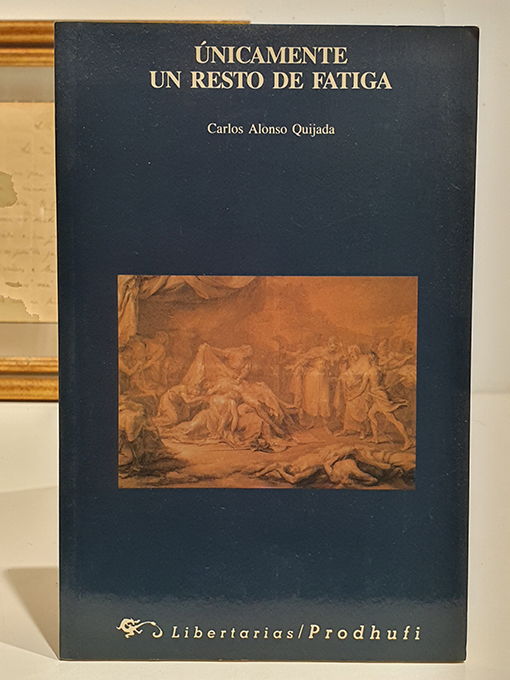 ÚNICAMENTE
UN RESTO DE FATIGA
Carlos Alonso Quijada
Libertarias/Prodhufi